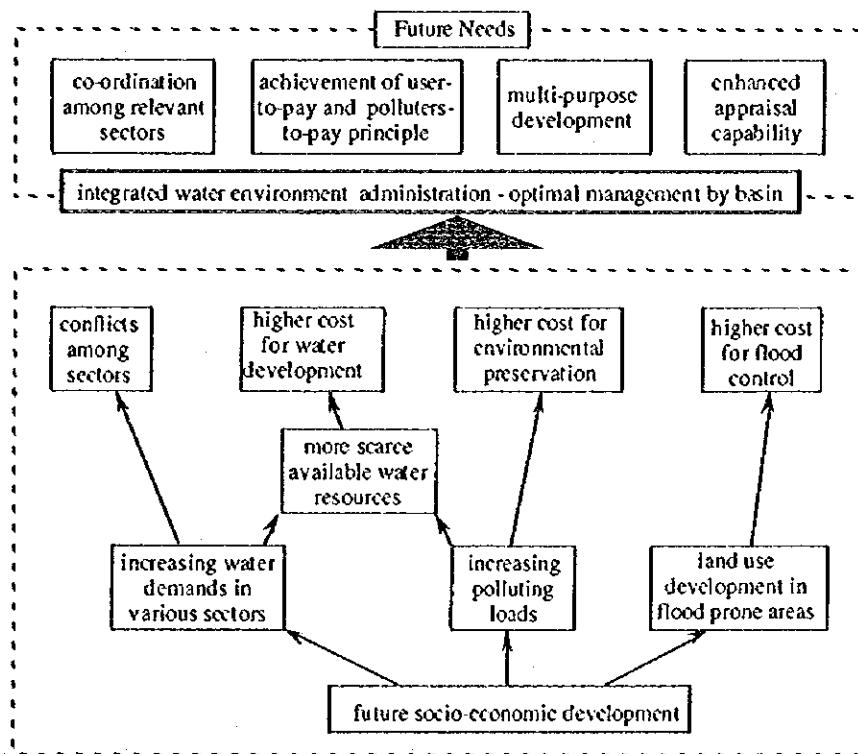 Future Needs
co-ordination
among relevant
sectors
achievement of user-
to-pay and polluters-
to-pay principle
multi-purpose
development
enhanced
appraisal
capability
integrated water environment administration - optimal management by basin
conflicts
among
sectors
higher cost
for water
development
higher cost for
environmental
preservation
higher cost
for flood
control
more scarce
available water
resources
increasing water
demands in
various sectors
increasing
polluting
loads
land use
development in
flood prone areas
future socio-economic development